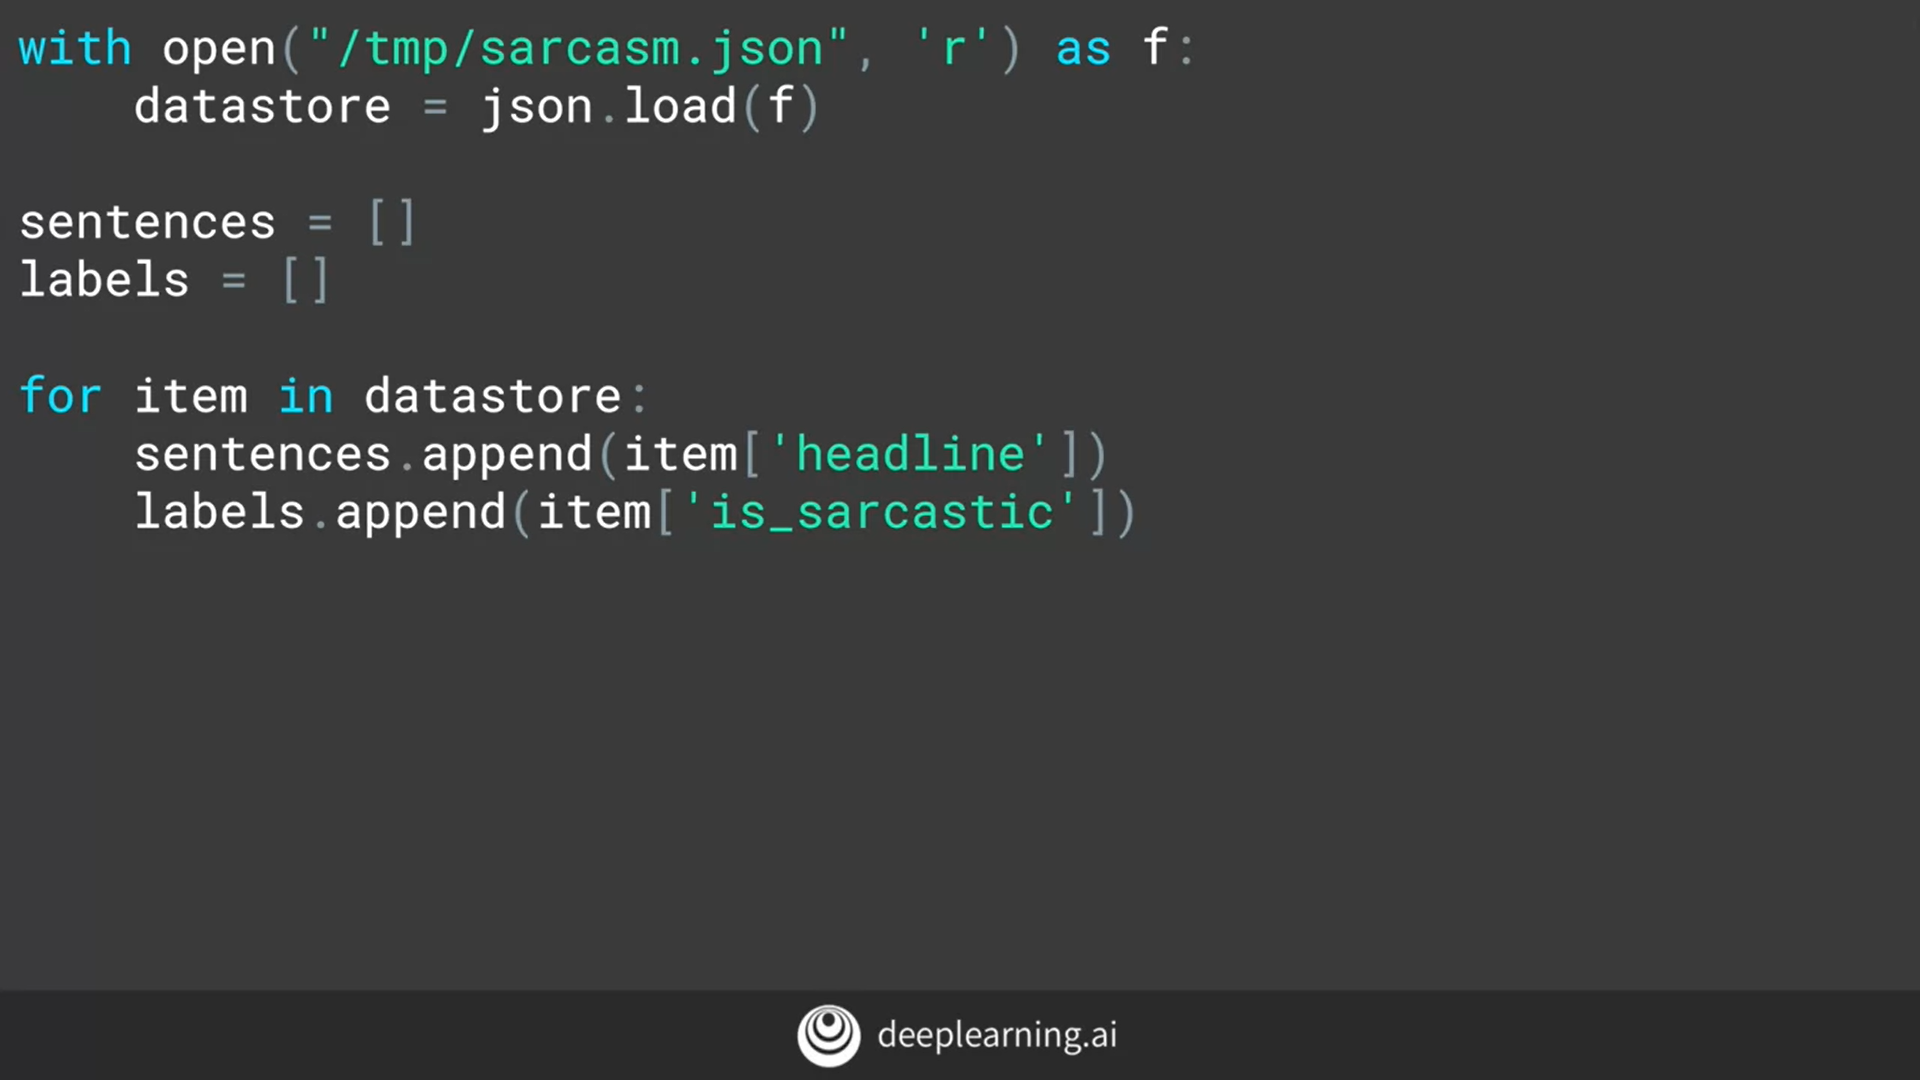 with open("/tmp/sarcasm.json", 'r') as f:
    datastore = json.load(f)
sentences = []
labels = []
for item in datastore:
    sentences.append(item['headline'])
    labels.append(item['is_sarcastic'])
deeplearning.ai